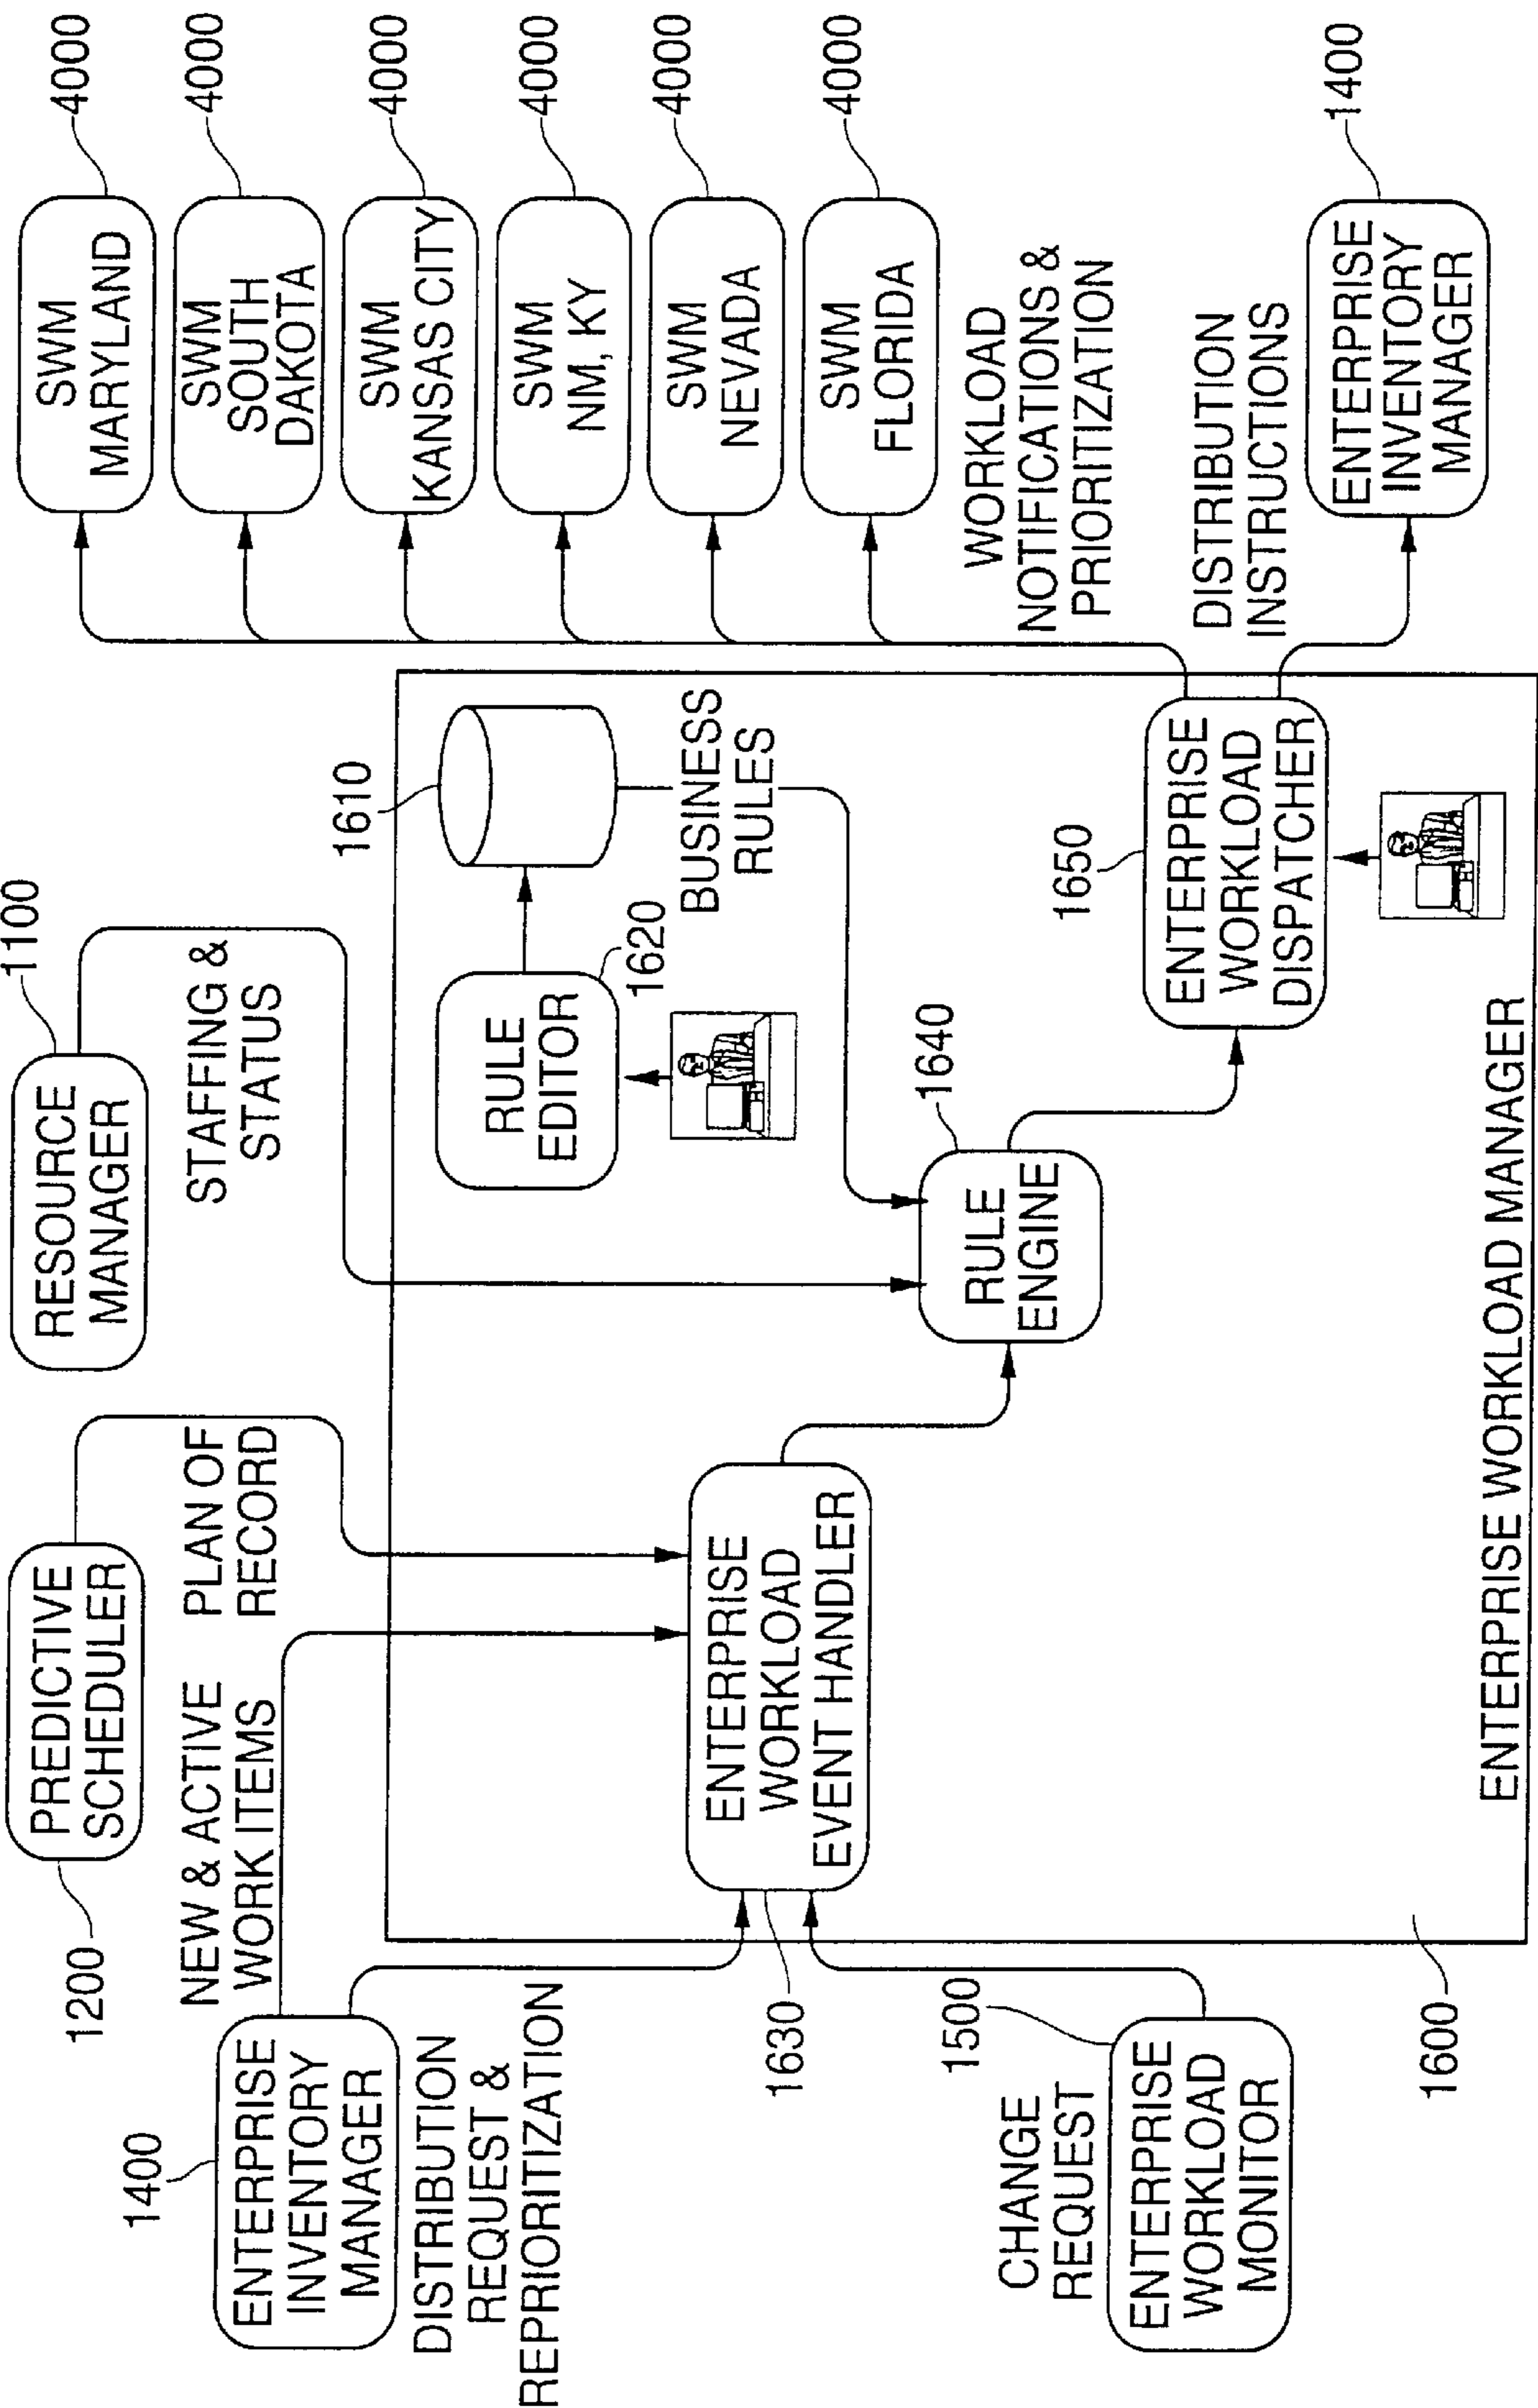 1200
PREDICTIVE
SCHEDULER
1100
RESOURCE
MANAGER
NEW & ACTIVE
WORK ITEMS
PLAN OF
RECORD
STAFFING &
STATUS
1400
ENTERPRISE
INVENTORY
MANAGER
DISTRIBUTION
REQUEST &
REPRIORITIZATION
1630
ENTERPRISE
WORKLOAD
EVENT HANDLER
1500
CHANGE
REQUEST
ENTERPRISE
WORKLOAD
MONITOR
1600
1610
RULE
EDITOR
1620
BUSINESS
RULES
1640
RULE
ENGINE
1650
ENTERPRISE
WORKLOAD
DISPATCHER
ENTERPRISE WORKLOAD MANAGER
SWM
MARYLAND
4000
SWM
SOUTH
DAKOTA
4000
SWM
KANSAS CITY
4000
SWM
NM, KY
4000
SWM
NEVADA
4000
SWM
FLORIDA
4000
WORKLOAD
NOTIFICATIONS &
PRIORITIZATION
DISTRIBUTION
INSTRUCTIONS
ENTERPRISE
INVENTORY
MANAGER
1400